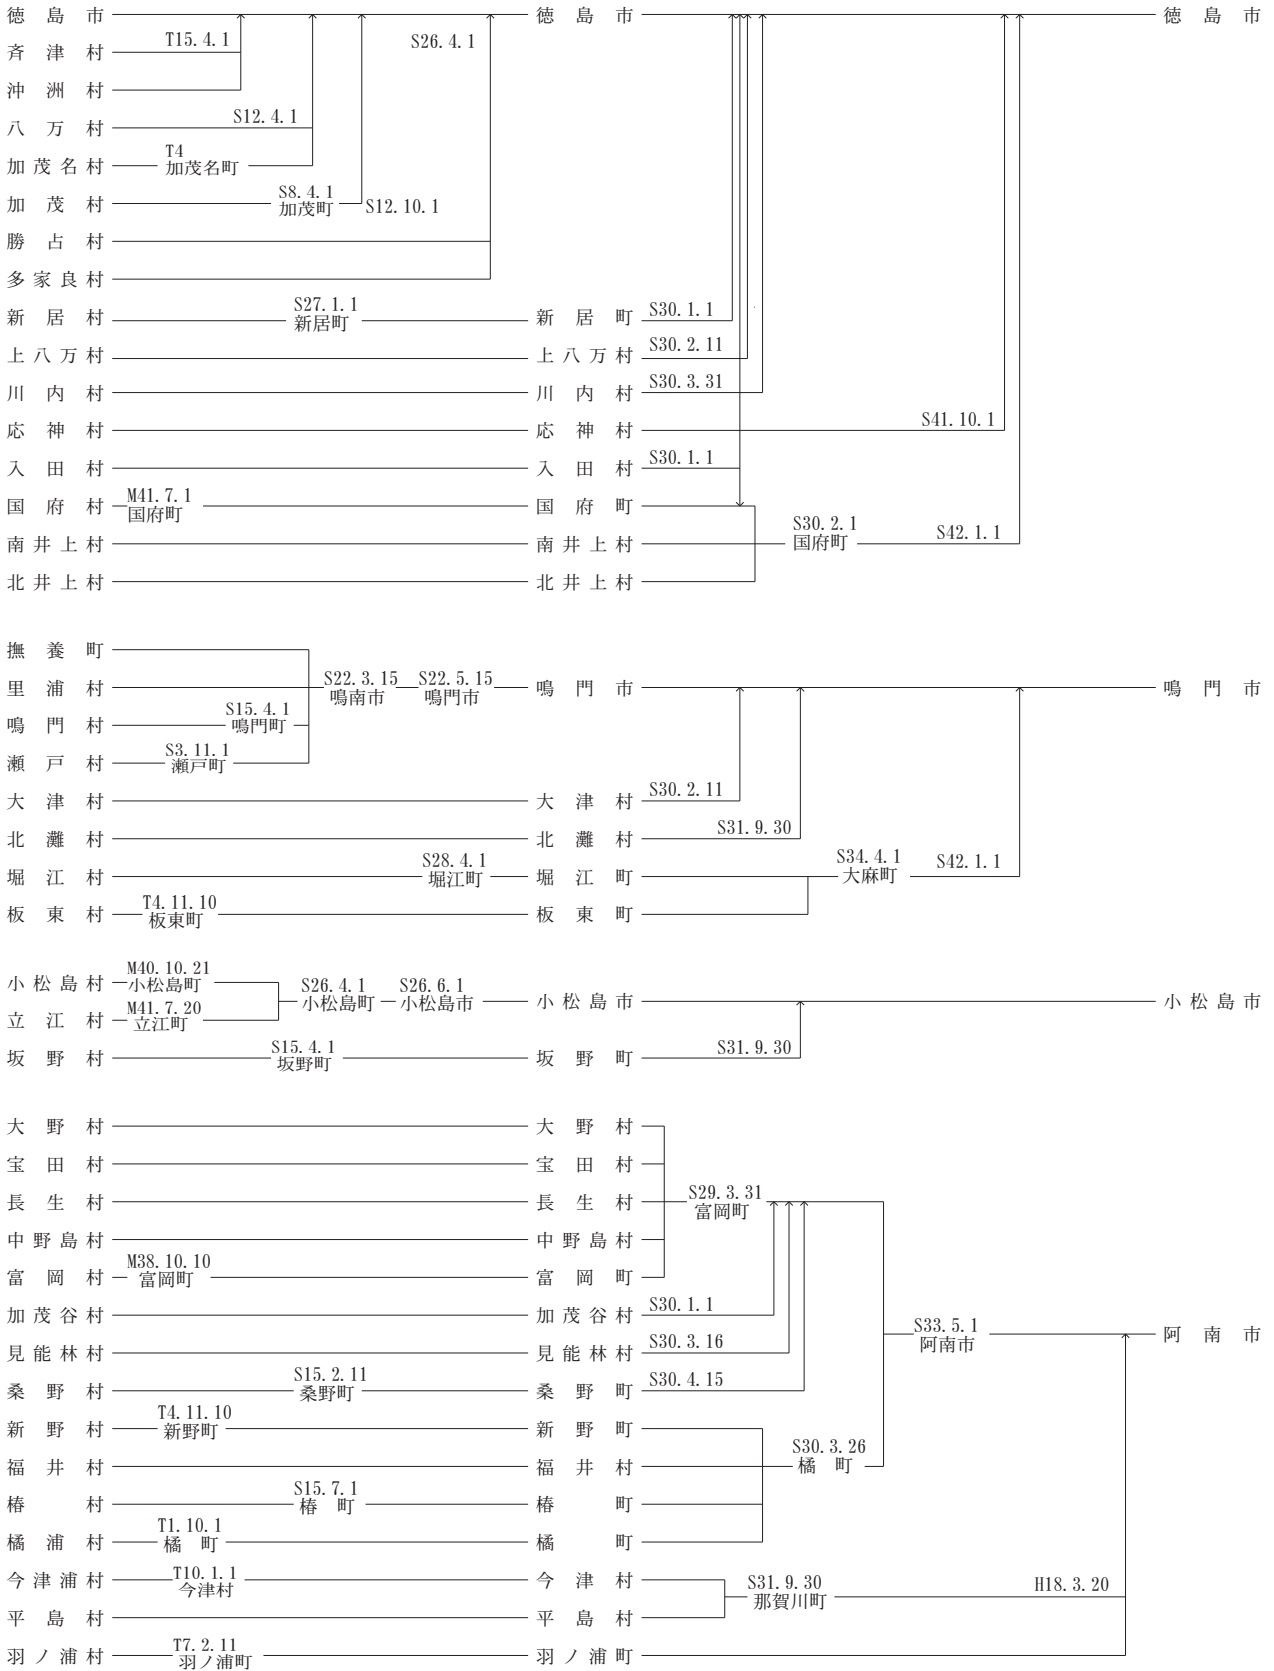 徳島市 徳島市 徳島市
斉津村 T15.4.1 S26.4.1
沖洲村
八万村 S12.4.1
加茂名村 T4 加茂名町
加茂村 S8.4.1 加茂町 S12.10.1
勝占村
多家良村
新居村 S27.1.1 新居町 新居町 S30.1.1
上八万村 上八万村 S30.2.11
川内村 川内村 S30.3.31
応神村 応神村 S41.10.1
入田村 入田村 S30.1.1
国府村 M41.7.1 国府町 国府町
南井上村 南井上村 S30.2.1 国府町 S42.1.1
北井上村 北井上村
撫養町
里浦村 S22.3.15 鳴南市 S22.5.15 鳴門市 鳴門市 鳴門市
鳴門村 S15.4.1 鳴門町
瀬戸村 S3.11.1 瀬戸町
大津村 大津村 S30.2.11
北灘村 北灘村 S31.9.30
堀江村 S28.4.1 堀江町 堀江町 S34.4.1 大麻町 S42.1.1
板東村 T4.11.10 板東町 板東町
小松島村 M40.10.21 小松島町 S26.4.1 小松島町 S26.6.1 小松島市 小松島市 小松島市
立江村 M41.7.20 立江町
坂野村 S15.4.1 坂野町 坂野町 S31.9.30
大野村 大野村
宝田村 宝田村
長生村 長生村 S29.3.31 富岡町
中野島村 中野島村
富岡村 M38.10.10 富岡町 富岡町
加茂谷村 加茂谷村 S30.1.1
見能林村 見能林村 S30.3.16 S33.5.1 阿南市 阿南市
桑野村 S15.2.11 桑野町 桑野町 S30.4.15
新野村 T4.11.10 新野町 新野町
福井村 福井村 S30.3.26 橘町
椿村 S15.7.1 椿町 椿町
橘浦村 T1.10.1 橘町 橘町
今津浦村 T10.1.1 今津村 今津村 S31.9.30 那賀川町 H18.3.20
平島村 平島村
羽ノ浦村 T7.2.11 羽ノ浦町 羽ノ浦町